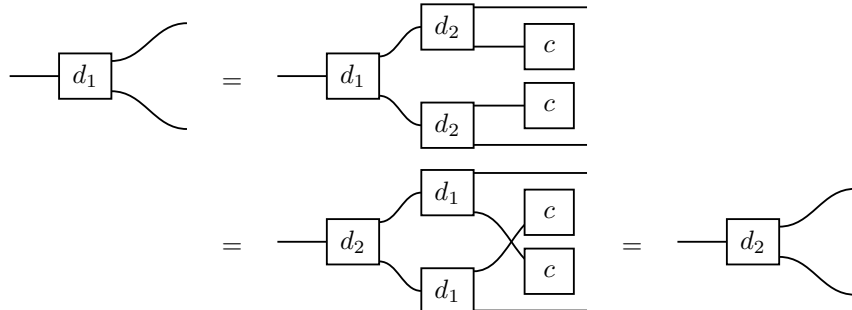 d₁ = d₁ d₂ c
d₂ c
= d₂ d₁ c = d₂
d₁ c